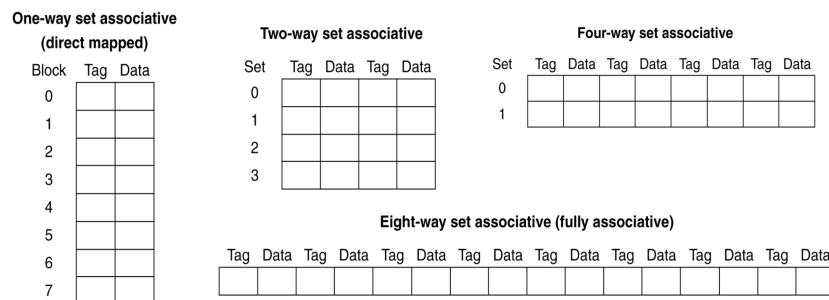 One-way set associative
(direct mapped)
Block Tag Data
0
1
2
3
4
5
6
7
Two-way set associative
Set Tag Data Tag Data
0
1
2
3
Four-way set associative
Set Tag Data Tag Data Tag Data Tag Data
0
1
Eight-way set associative (fully associative)
Tag Data Tag Data Tag Data Tag Data Tag Data Tag Data Tag Data Tag Data